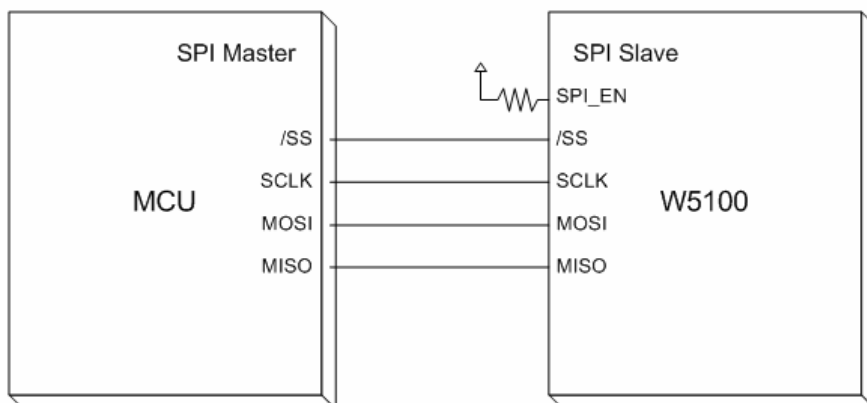 SPI Master
/SS
SCLK
MCU
MOSI
MISO
SPI Slave
SPI_EN
/SS
SCLK
W5100
MOSI
MISO